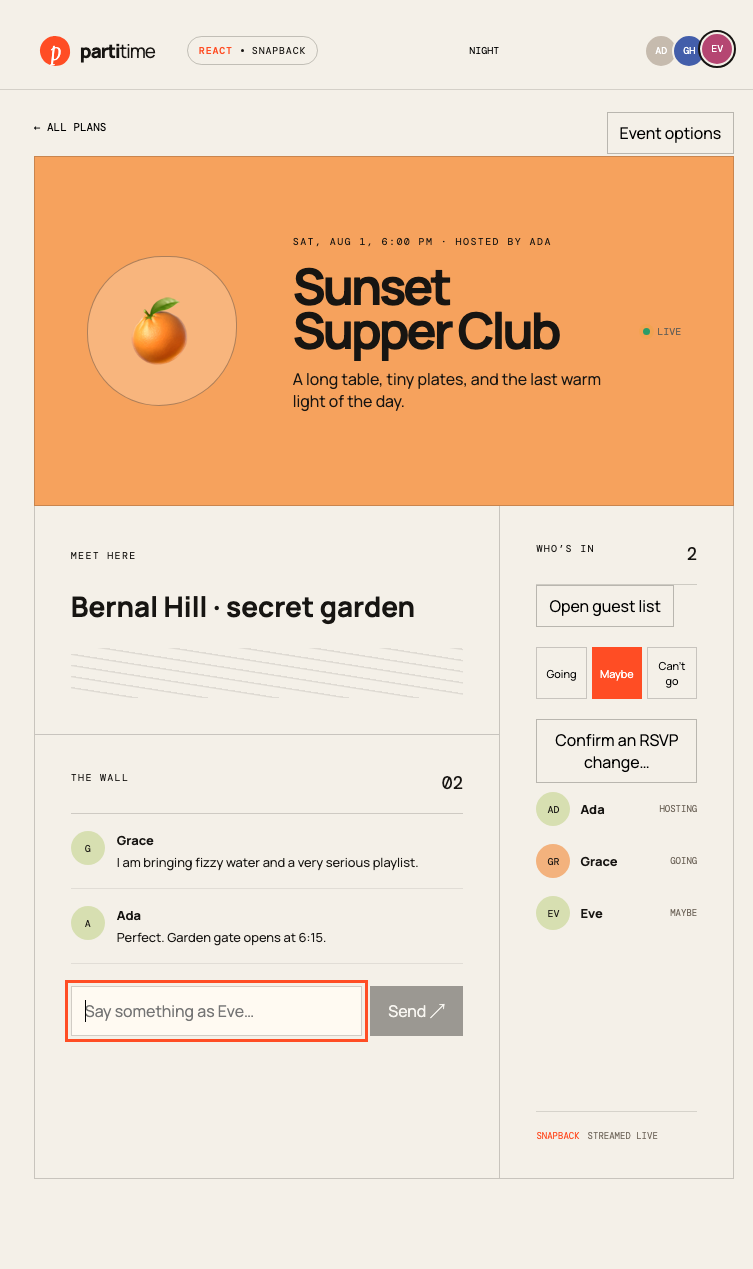 partitime
REACT • SNAPBACK
NIGHT
AD
GH
EV
← ALL PLANS
Event options
SAT, AUG 1, 6:00 PM · HOSTED BY ADA
Sunset
Supper Club
A long table, tiny plates, and the last warm
light of the day.
LIVE
MEET HERE
Bernal Hill · secret garden
THE WALL
02
G
Grace
I am bringing fizzy water and a very serious playlist.
A
Ada
Perfect. Garden gate opens at 6:15.
Say something as Eve…
Send ↗
WHO'S IN
2
Open guest list
Going
Maybe
Can't
go
Confirm an RSVP
change…
AD
Ada
HOSTING
GR
Grace
GOING
EV
Eve
MAYBE
SNAPBACK STREAMED LIVE